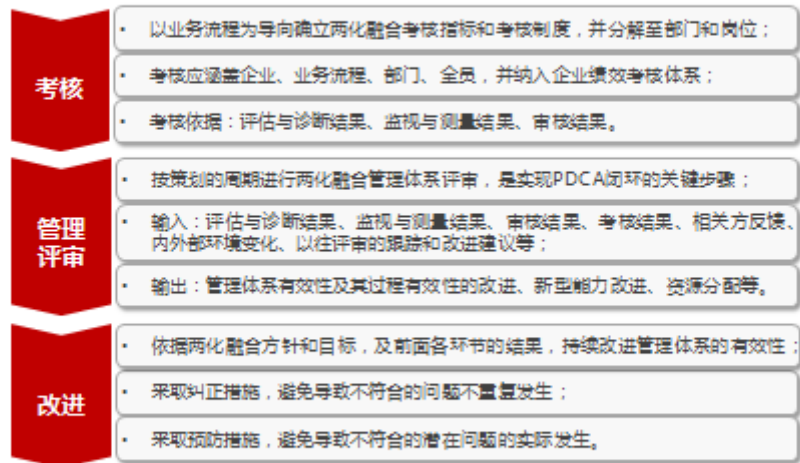 考核
• 以业务流程为导向确立两化融合考核指标和考核制度，并分解至部门和岗位；
• 考核应涵盖企业、业务流程、部门、全员，并纳入企业绩效考核体系；
• 考核依据：评估与诊断结果、监视与测量结果、审核结果。
管理
评审
• 按策划的周期进行两化融合管理体系评审，是实现PDCA闭环的关键步骤；
• 输入：评估与诊断结果、监视与测量结果、审核结果、考核结果、相关方反馈、
内外部环境变化、以往评审的跟踪和改进建议等；
• 输出：管理体系有效性及其过程有效性的改进、新型能力改进、资源分配等。
改进
• 依据两化融合方针和目标，及前面各环节的结果，持续改进管理体系的有效性；
• 采取纠正措施，避免导致不符合的问题不重复发生；
• 采取预防措施，避免导致不符合的潜在问题的实际发生。